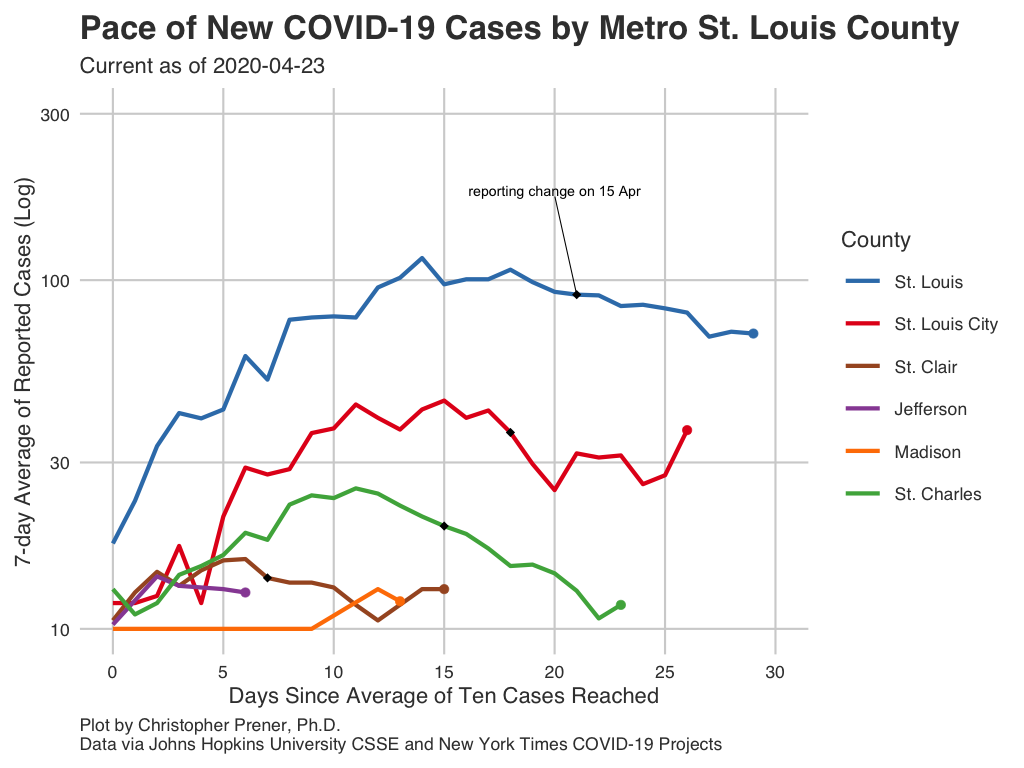 Pace of New COVID-19 Cases by Metro St. Louis County
Current as of 2020-04-23
7-day Average of Reported Cases (Log)
300
100
30
10
reporting change on 15 Apr
0 5 10 15 20 25 30
Days Since Average of Ten Cases Reached
County
St. Louis
St. Louis City
St. Clair
Jefferson
Madison
St. Charles
Plot by Christopher Prener, Ph.D.
Data via Johns Hopkins University CSSE and New York Times COVID-19 Projects